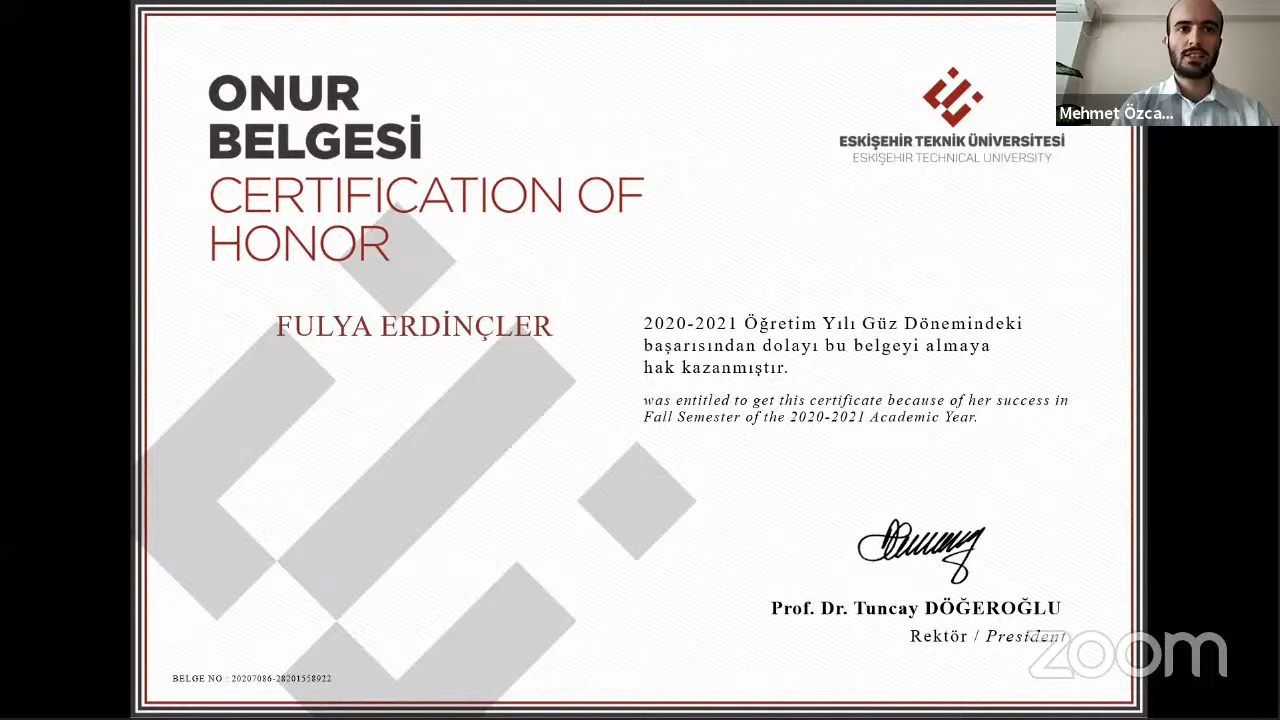 ONUR
BELGESİ
CERTIFICATION OF
HONOR
ESKİŞEHİR TEKNİK ÜNİVERSİTESİ
ESKİŞEHİR TECHNICAL UNIVERSITY
Mehmet Özca...
FULYA ERDİNÇLER
2020-2021 Öğretim Yılı Güz Dönemindeki
başarısından dolayı bu belgeyi almaya
hak kazanmıştır.
was entitled to get this certificate because of her success in
Fall Semester of the 2020-2021 Academic Year.
Prof. Dr. Tuncay DÖĞEROĞLU
Rektör / President
zoom
BELGE NO : 20207086-28201558922